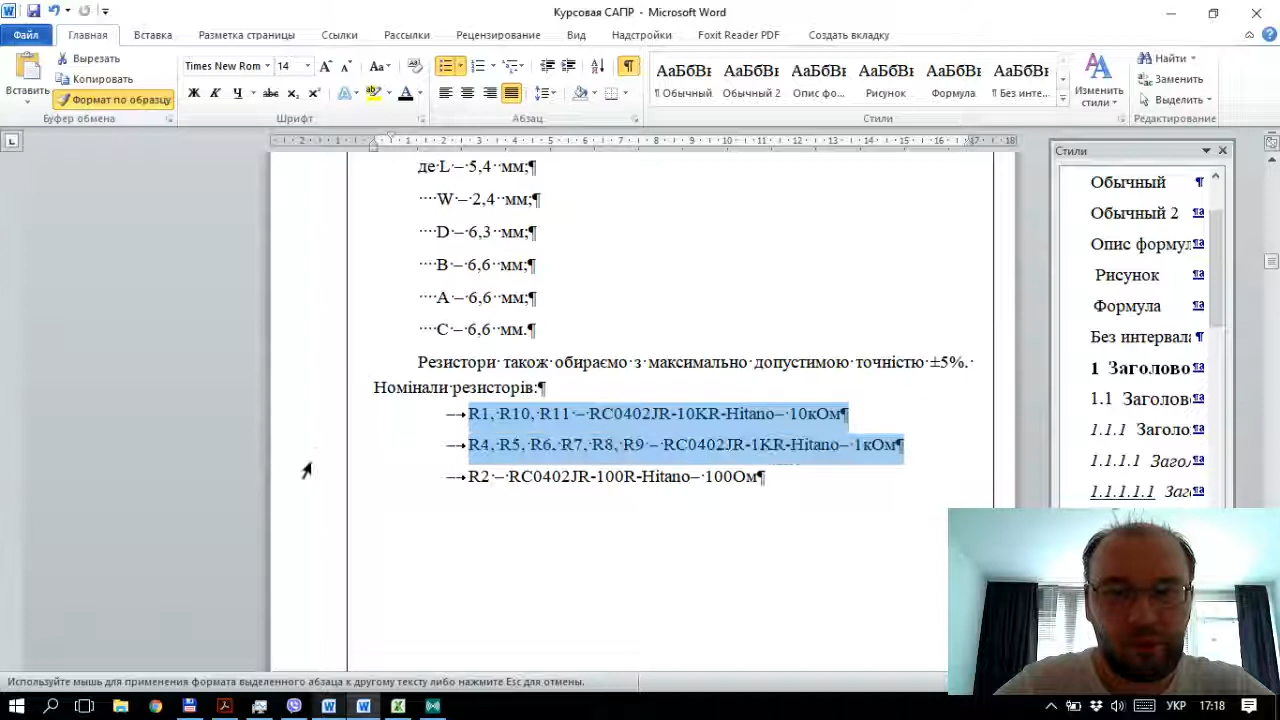 Курсовая САПР - Microsoft Word
Файл Главная Вставка Разметка страницы Ссылки Рассылки Рецензирование Вид Надстройки Foxit Reader PDF Создать вкладку
Вставить
Вырезать
Копировать
Формат по образцу
Буфер обмена
Times New Rom 14
Ж К Ч abc x₂ x²
Шрифт
Абзац
АаБбВı АаБбВı АаБбВı АаБбВı АаБбВı АаБбВı
¶ Обычный Обычный 2 Опис фо... Рисунок Формула ¶ Без инте...
Изменить стили
Стили
Найти
Заменить
Выделить
Редактирование
де·L·–·5,4··мм;¶
····W·–·2,4··мм;¶
····D·–·6,3··мм;¶
····B·–·6,6··мм;¶
····A·–·6,6··мм;¶
····C·–·6,6··мм.¶
Резистори·також·обираємо·з·максимально·допустимою·точністю·±5%.·
Номінали·резисторів:¶
R1,·R10,·R11·–·RC0402JR-10KR-Hitano–·10кОм¶
R4,·R5,·R6,·R7,·R8,·R9·–·RC0402JR-1KR-Hitano–·1кОм¶
R2·–·RC0402JR-100R-Hitano–·100Ом¶
Стили
Обычный ¶
Обычный 2 ¶a
Опис формул ¶a
Рисунок ¶a
Формула ¶a
Без интервала ¶
1 Заголово ¶a
1.1 Заголов ¶a
1.1.1 Загол ¶a
1.1.1.1 Загол ¶a
1.1.1.1.1 Заг ¶a
Используйте мышь для применения формата выделенного абзаца к другому тексту либо нажмите Esc для отмены.
УКР 17:18